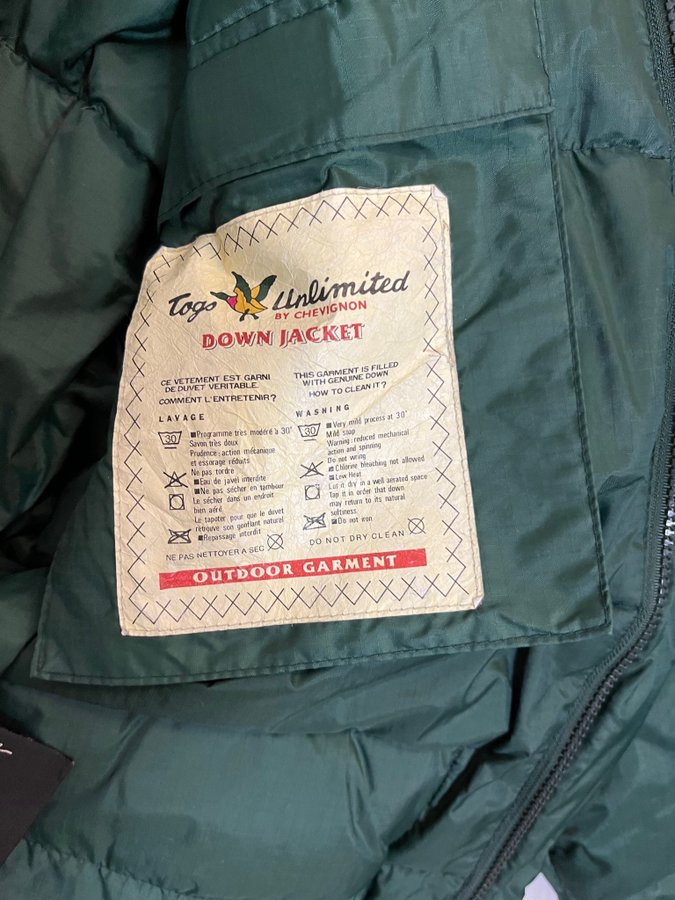 Togs Unlimited
BY CHEVIGNON
DOWN JACKET
CE VETEMENT EST GARNI
DE DUVET VERITABLE.
COMMENT L'ENTRETENIR?
LAVAGE
30 ■Programme très modéré à 30°
Savon très doux
Prudence: action mécanique
et essorage réduits
Ne pas tordre
■Eau de javel interdite
■Ne pas sécher en tambour
Le sécher dans un endroit
bien aéré.
Le tapoter pour que le duvet
retrouve son gonflant naturel
■Repassage interdit
NE PAS NETTOYER A SEC
THIS GARMENT IS FILLED
WITH GENUINE DOWN
HOW TO CLEAN IT?
WASHING
30 ■Very mild process at 30°
Mild soap
Warning: reduced mechanical
action and spinning
Do not wring
■Chlorine bleaching not allowed
■Low Heat
Let it dry in a well aerated space
Tap it in order that down
may return to its natural
softiness
■Do not iron
DO NOT DRY CLEAN
OUTDOOR GARMENT